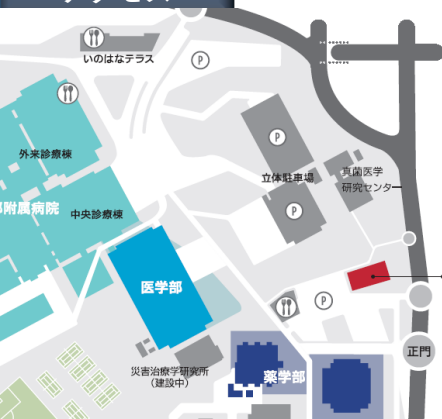 いのはなテラス
P
外来診療棟
P
立体駐車場
真菌医学
研究センター
附属病院
中央診療棟
P
医学部
P
正門
災害治療学研究所
(建設中)
薬学部